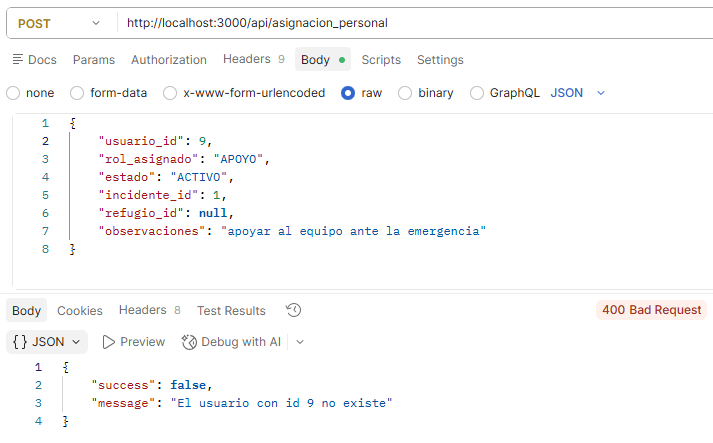 POST http://localhost:3000/api/asignacion_personal
Docs Params Authorization Headers 9 Body Scripts Settings
none form-data x-www-form-urlencoded raw binary GraphQL JSON
1 {
2 "usuario_id": 9,
3 "rol_asignado": "APOYO",
4 "estado": "ACTIVO",
5 "incidente_id": 1,
6 "refugio_id": null,
7 "observaciones": "apoyar al equipo ante la emergencia"
8 }
Body Cookies Headers 8 Test Results 400 Bad Request
{} JSON Preview Debug with AI
1 {
2 "success": false,
3 "message": "El usuario con id 9 no existe"
4 }